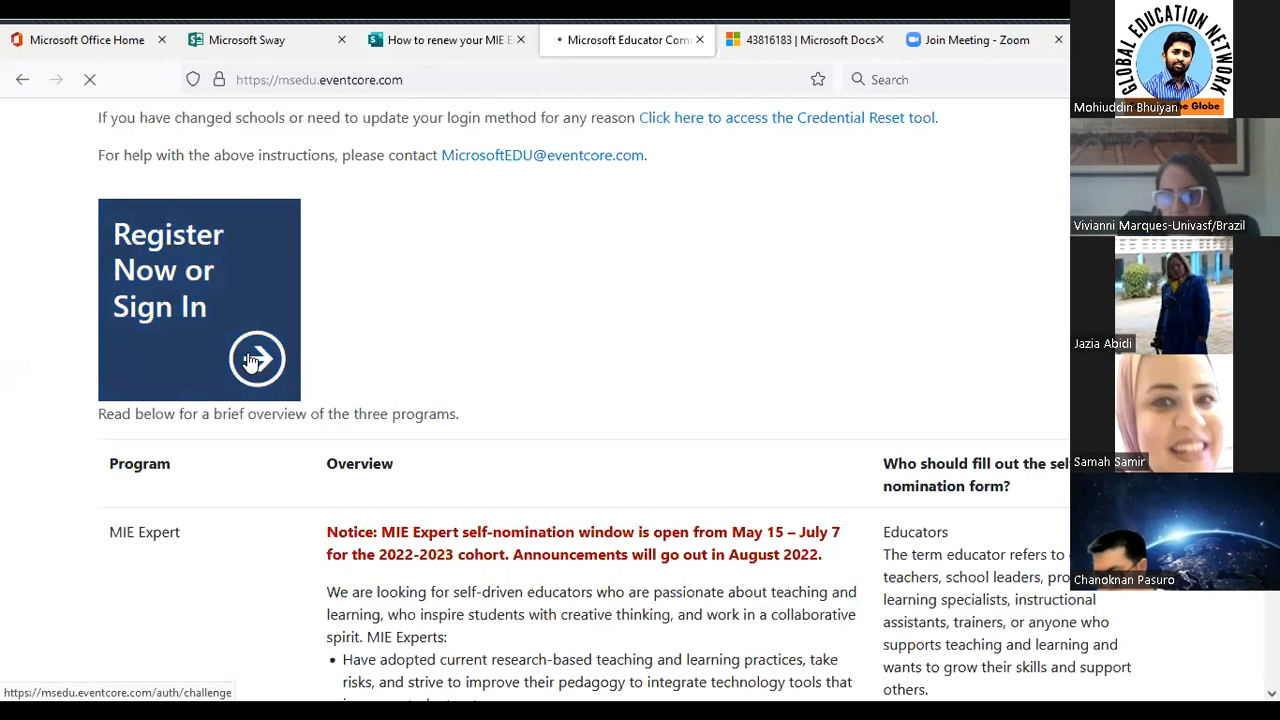 Microsoft Office Home
Microsoft Sway
How to renew your MIE E
Microsoft Educator Com
43816183 | Microsoft Docs
Join Meeting - Zoom
https://msedu.eventcore.com
Search
If you have changed schools or need to update your login method for any reason Click here to access the Credential Reset tool.
For help with the above instructions, please contact MicrosoftEDU@eventcore.com.
Register
Now or
Sign In
Read below for a brief overview of the three programs.
Program
Overview
Who should fill out the sel
nomination form?
MIE Expert
Notice: MIE Expert self-nomination window is open from May 15 – July 7
for the 2022-2023 cohort. Announcements will go out in August 2022.
We are looking for self-driven educators who are passionate about teaching and
learning, who inspire students with creative thinking, and work in a collaborative
spirit. MIE Experts:
• Have adopted current research-based teaching and learning practices, take
risks, and strive to improve their pedagogy to integrate technology tools that
Educators
The term educator refers to
teachers, school leaders, pro
learning specialists, instructional
assistants, trainers, or anyone who
supports teaching and learning and
wants to grow their skills and support
others.
https://msedu.eventcore.com/auth/challenge
GLOBAL EDUCATION NETWORK
e Globe
Mohiuddin Bhuiyan
Vivianni Marques-Univasf/Brazil
Jazia Abidi
Samah Samir
Chanoknan Pasuro